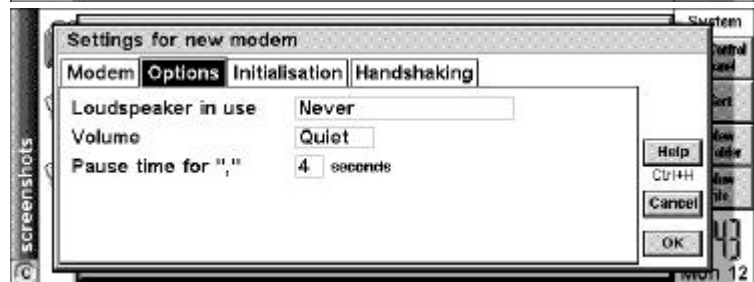 System
Settings for new modem
Modem Options Initialisation Handshaking
Loudspeaker in use Never
Volume Quiet
Pause time for "," 4 seconds
Help
Ctrl+H
Cancel
OK
screenshots
C
Mon 12